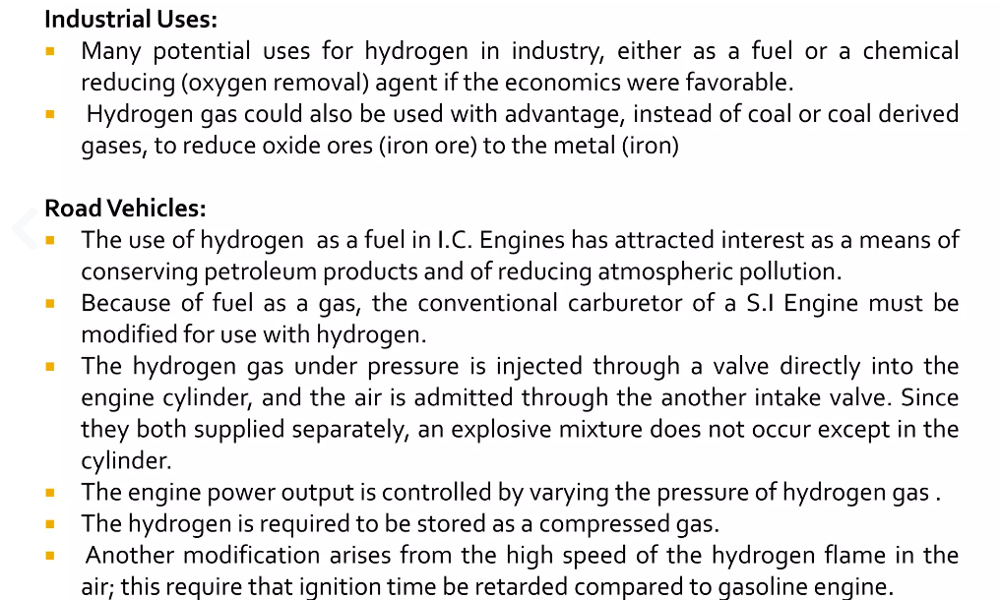 Industrial Uses:
▪ Many potential uses for hydrogen in industry, either as a fuel or a chemical
reducing (oxygen removal) agent if the economics were favorable.
▪ Hydrogen gas could also be used with advantage, instead of coal or coal derived
gases, to reduce oxide ores (iron ore) to the metal (iron)
Road Vehicles:
▪ The use of hydrogen as a fuel in I.C. Engines has attracted interest as a means of
conserving petroleum products and of reducing atmospheric pollution.
▪ Because of fuel as a gas, the conventional carburetor of a S.I Engine must be
modified for use with hydrogen.
▪ The hydrogen gas under pressure is injected through a valve directly into the
engine cylinder, and the air is admitted through the another intake valve. Since
they both supplied separately, an explosive mixture does not occur except in the
cylinder.
▪ The engine power output is controlled by varying the pressure of hydrogen gas .
▪ The hydrogen is required to be stored as a compressed gas.
▪ Another modification arises from the high speed of the hydrogen flame in the
air; this require that ignition time be retarded compared to gasoline engine.